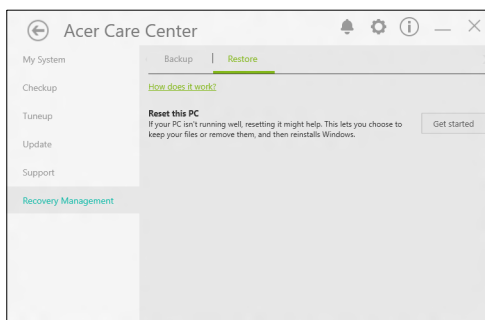 Acer Care Center
My System
Backup
Restore
Checkup
How does it work?
Tuneup
Reset this PC
If your PC isn't running well, resetting it might help. This lets you choose to
keep your files or remove them, and then reinstalls Windows.
Get started
Update
Support
Recovery Management